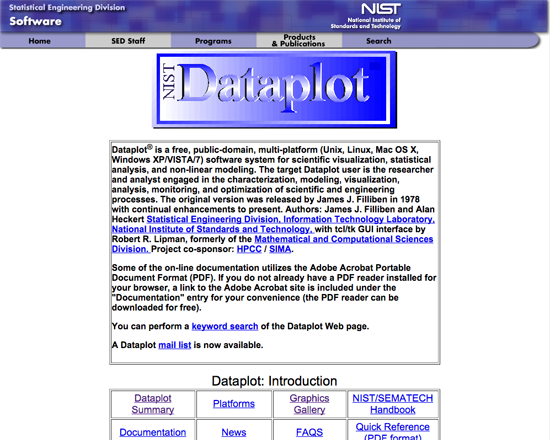 Statistical Engineering Division
Software
NIST
National Institute of
Standards and Technology
Home
SED Staff
Programs
Products
& Publications
Search
NIST
Dataplot
Dataplot® is a free, public-domain, multi-platform (Unix, Linux, Mac OS X,
Windows XP/VISTA/7) software system for scientific visualization, statistical
analysis, and non-linear modeling. The target Dataplot user is the researcher
and analyst engaged in the characterization, modeling, visualization,
analysis, monitoring, and optimization of scientific and engineering
processes. The original version was released by James J. Filliben in 1978
with continual enhancements to present. Authors: James J. Filliben and Alan
Heckert Statistical Engineering Division, Information Technology Laboratory,
National Institute of Standards and Technology, with tcl/tk GUI interface by
Robert R. Lipman, formerly of the Mathematical and Computational Sciences
Division. Project co-sponsor: HPCC / SIMA.
Some of the on-line documentation utilizes the Adobe Acrobat Portable
Document Format (PDF). If you do not already have a PDF reader installed for
your browser, a link to the Adobe Acrobat site is included under the
"Documentation" entry for your convenience (the PDF reader can be
downloaded for free).
You can perform a keyword search of the Dataplot Web page.
A Dataplot mail list is now available.
Dataplot: Introduction
Dataplot
Summary
Platforms
Graphics
Gallery
NIST/SEMATECH
Handbook
Documentation
News
FAQS
Quick Reference
(PDF format)